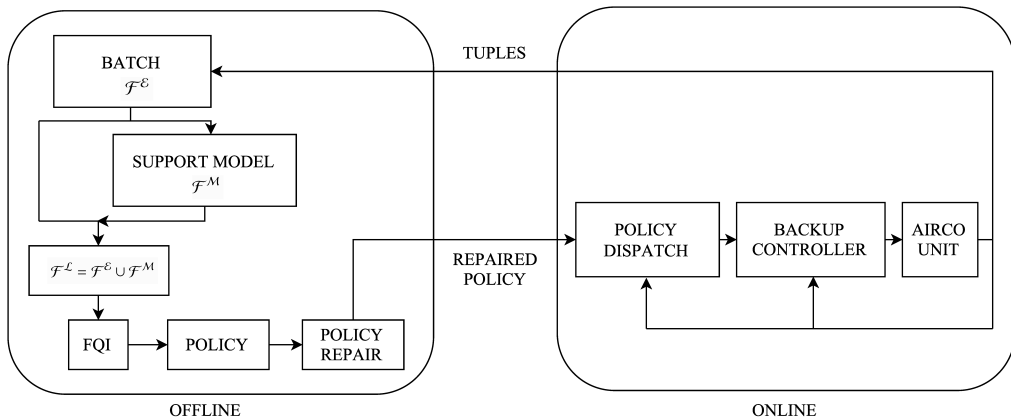 BATCH
ℱ^ℰ
SUPPORT MODEL
ℱ^ℳ
ℱ^ℒ = ℱ^ℰ ∪ ℱ^ℳ
FQI
POLICY
POLICY
REPAIR
OFFLINE
TUPLES
REPAIRED
POLICY
POLICY
DISPATCH
BACKUP
CONTROLLER
AIRCO
UNIT
ONLINE